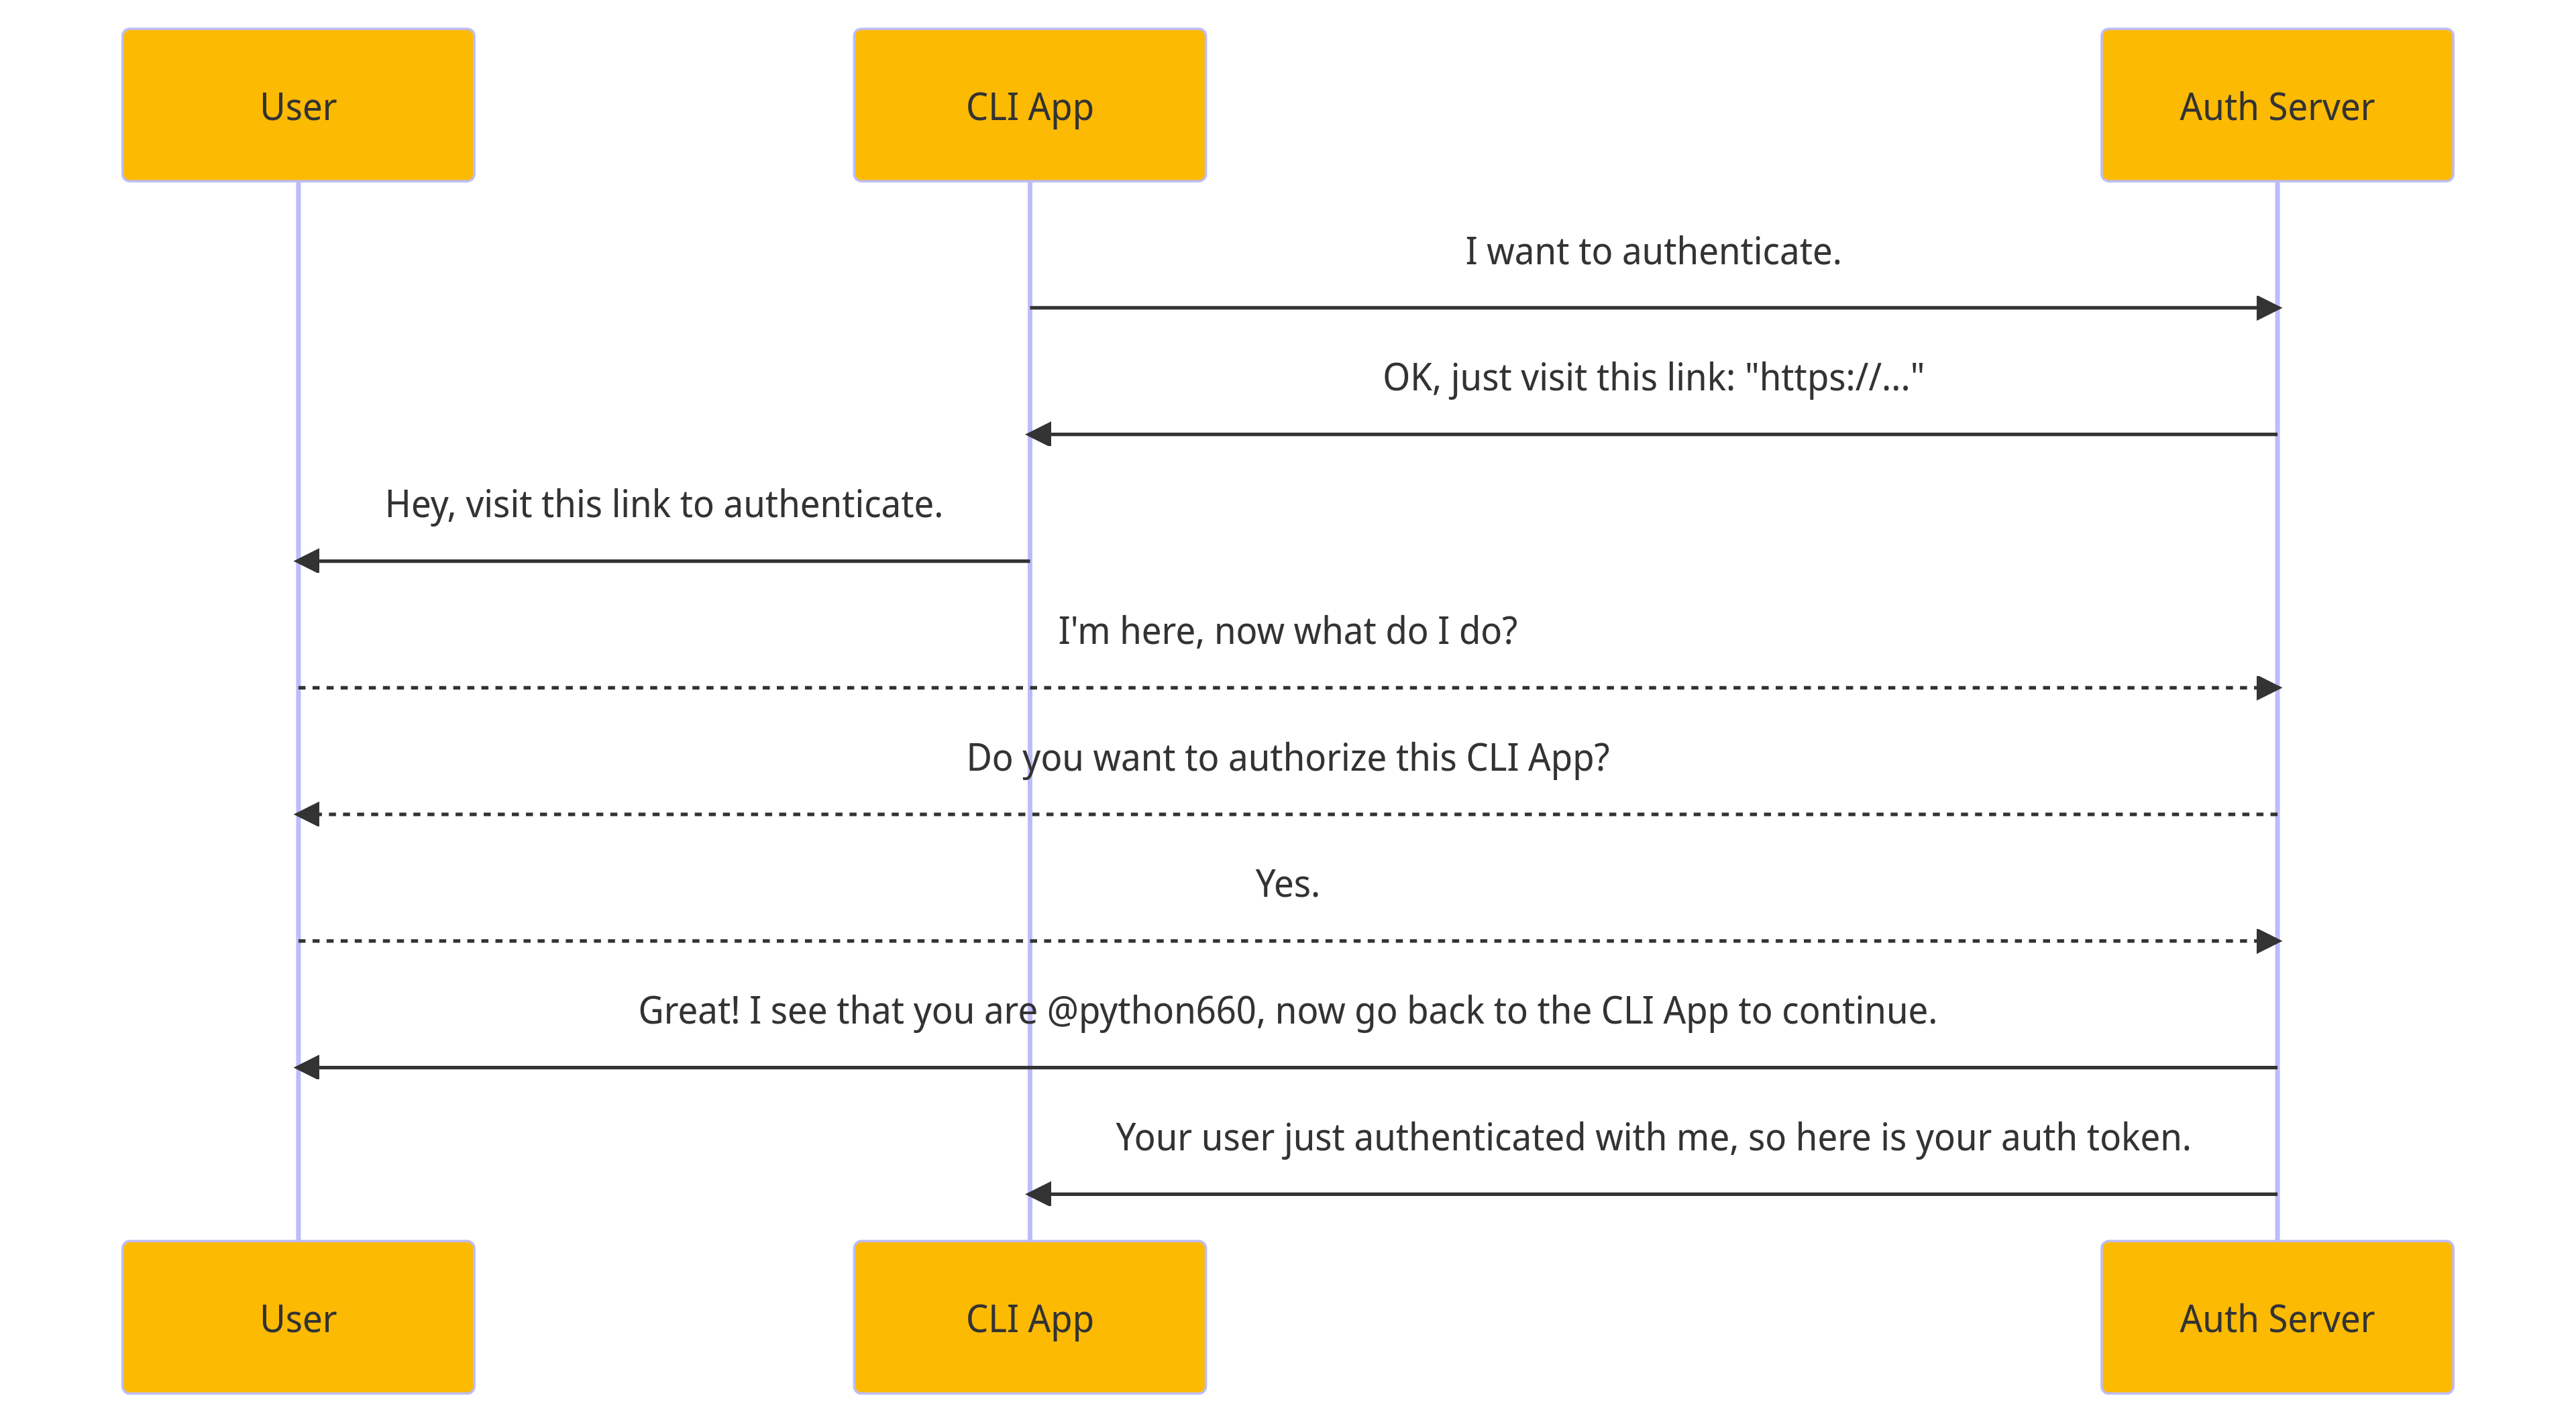 User
CLI App
Auth Server
I want to authenticate.
OK, just visit this link: "https://..."
Hey, visit this link to authenticate.
I'm here, now what do I do?
Do you want to authorize this CLI App?
Yes.
Great! I see that you are @python660, now go back to the CLI App to continue.
Your user just authenticated with me, so here is your auth token.
User
CLI App
Auth Server